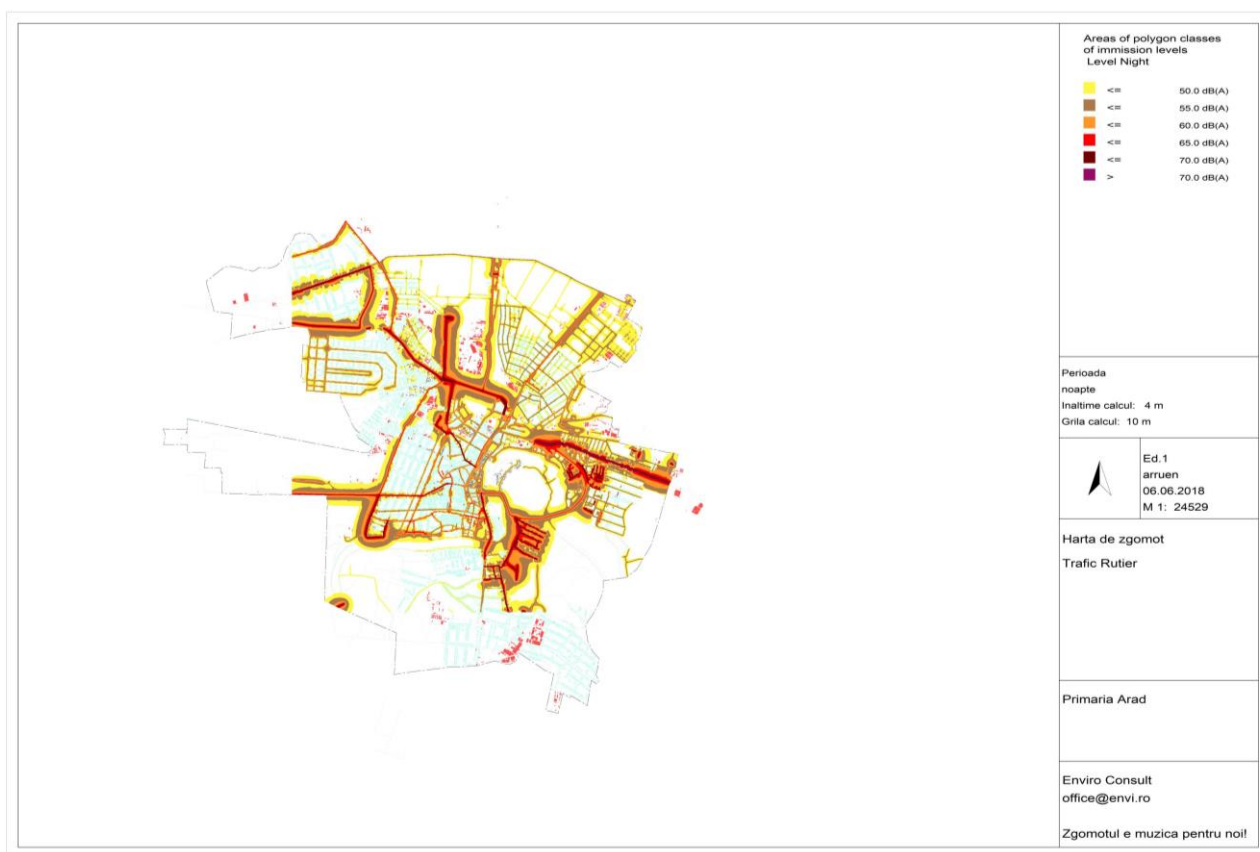 Areas of polygon classes
of immission levels
Level Night
<= 50.0 dB(A)
<= 55.0 dB(A)
<= 60.0 dB(A)
<= 65.0 dB(A)
<= 70.0 dB(A)
> 70.0 dB(A)
Perioada
noapte
Inaltime calcul: 4 m
Grila calcul: 10 m
Ed.1
arruen
06.06.2018
M 1: 24529
Harta de zgomot
Trafic Rutier
Primaria Arad
Enviro Consult
office@envi.ro
Zgomotul e muzica pentru noi!